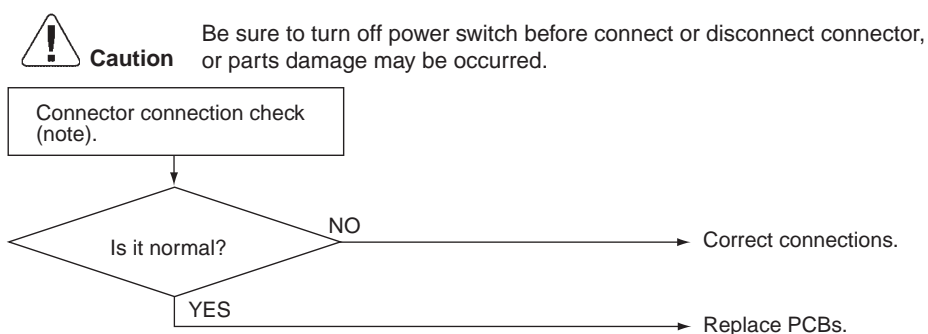 Be sure to turn off power switch before connect or disconnect connector,
Caution or parts damage may be occurred.
Connector connection check
(note).
Is it normal?
NO
Correct connections.
YES
Replace PCBs.